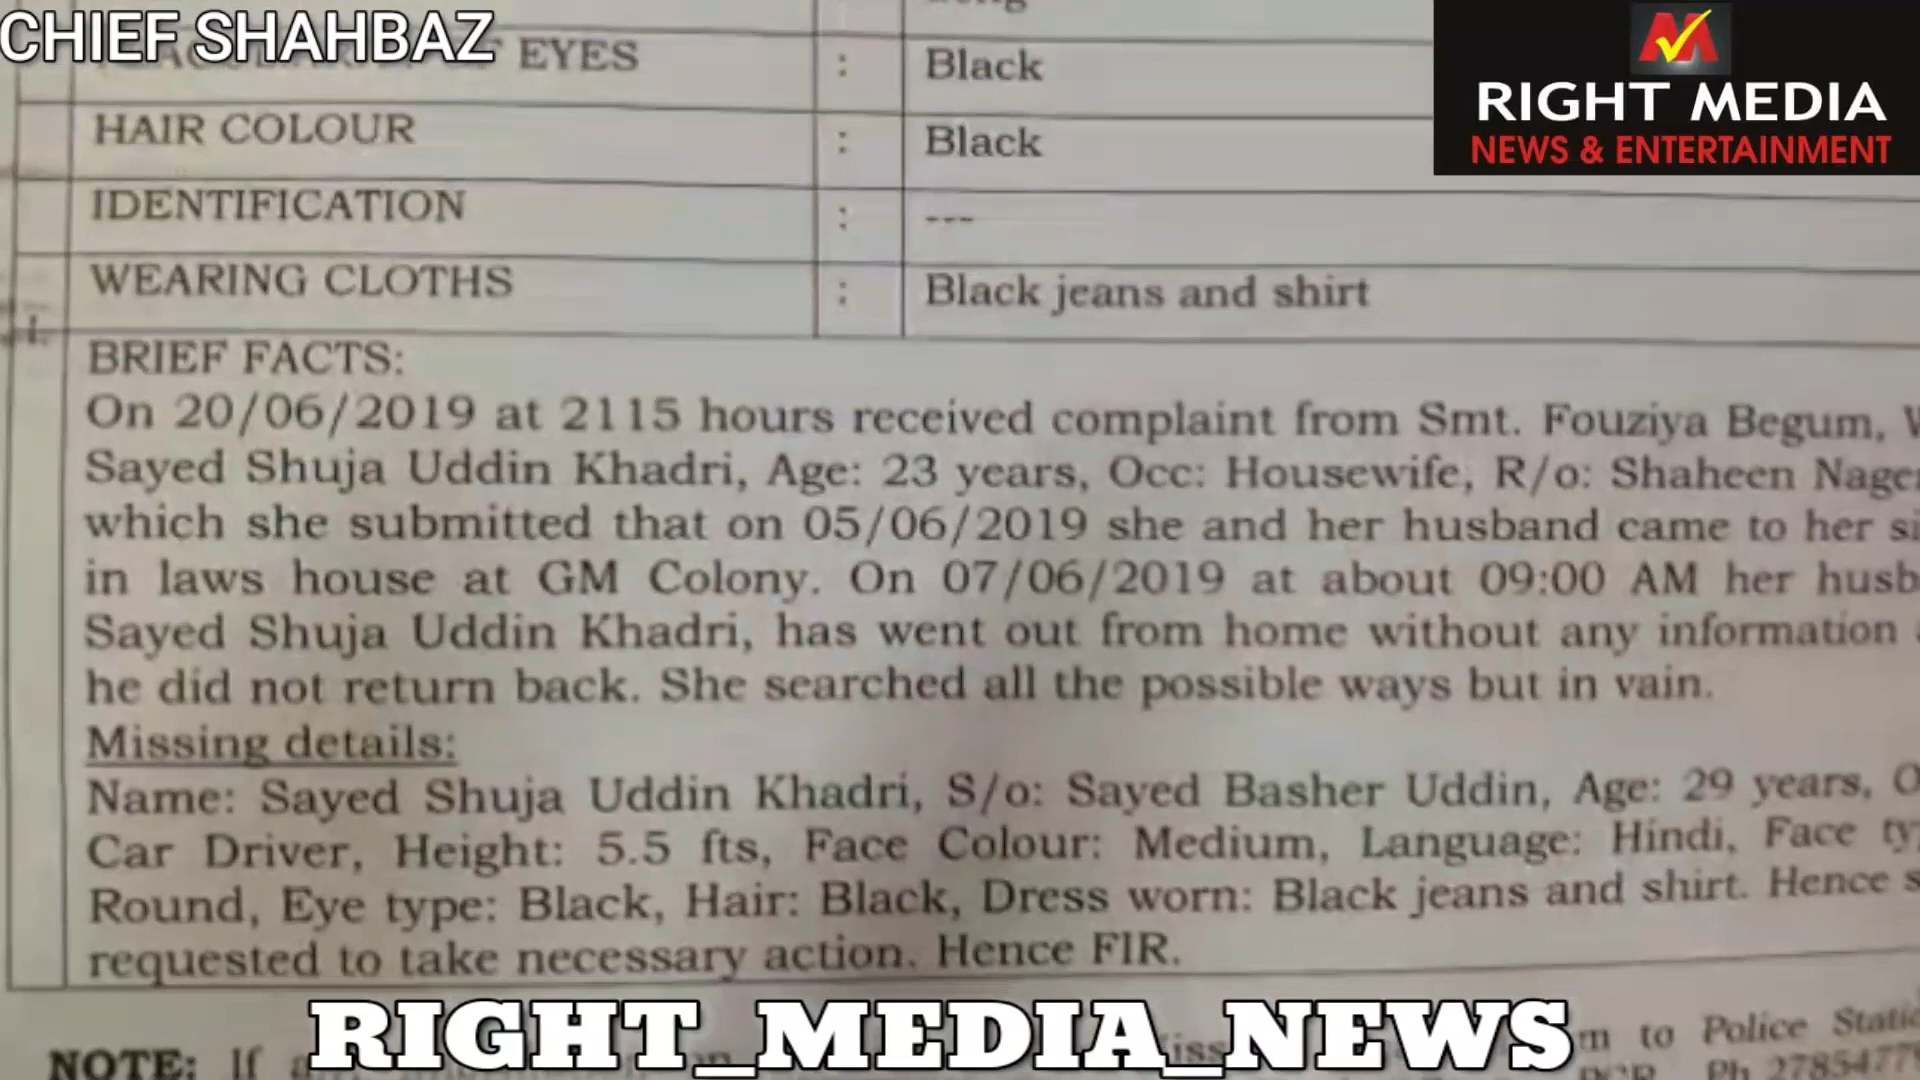 CHIEF SHAHBAZ
RIGHT MEDIA
NEWS & ENTERTAINMENT
EYES : Black
HAIR COLOUR : Black
IDENTIFICATION : ---
WEARING CLOTHS : Black jeans and shirt
BRIEF FACTS:
On 20/06/2019 at 2115 hours received complaint from Smt. Fouziya Begum,
Sayed Shuja Uddin Khadri, Age: 23 years, Occ: Housewife, R/o: Shaheen
which she submitted that on 05/06/2019 she and her husband came to her
in laws house at GM Colony. On 07/06/2019 at about 09:00 AM her
Sayed Shuja Uddin Khadri, has went out from home without any information
he did not return back. She searched all the possible ways but in vain.
Missing details:
Name: Sayed Shuja Uddin Khadri, S/o: Sayed Basher Uddin, Age: 29 years,
Car Driver, Height: 5.5 fts, Face Colour: Medium, Language: Hindi, Face
Round, Eye type: Black, Hair: Black, Dress worn: Black jeans and shirt. Hence
requested to take necessary action. Hence FIR.
RIGHT_MEDIA_NEWS
NOTE: If to Police